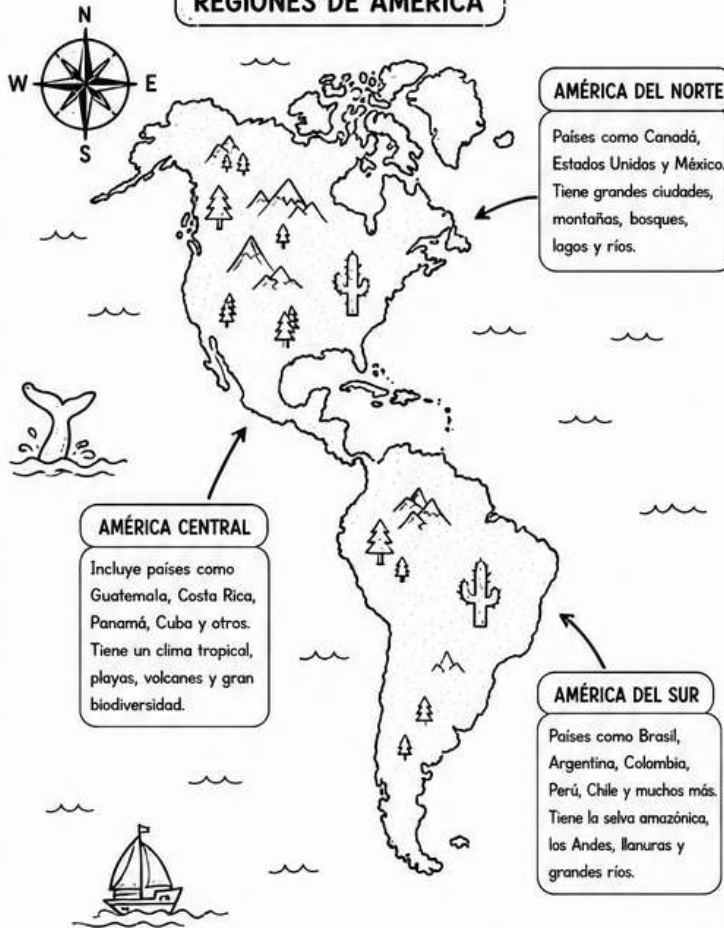 REGIONES DE AMÉRICA
N
W
E
S
AMÉRICA DEL NORTE
Países como Canadá,
Estados Unidos y México.
Tiene grandes ciudades,
montañas, bosques,
lagos y ríos.
AMÉRICA CENTRAL
Incluye países como
Guatemala, Costa Rica,
Panamá, Cuba y otros.
Tiene un clima tropical,
playas, volcanes y gran
biodiversidad.
AMÉRICA DEL SUR
Países como Brasil,
Argentina, Colombia,
Perú, Chile y muchos más.
Tiene la selva amazónica,
los Andes, llanuras y
grandes ríos.